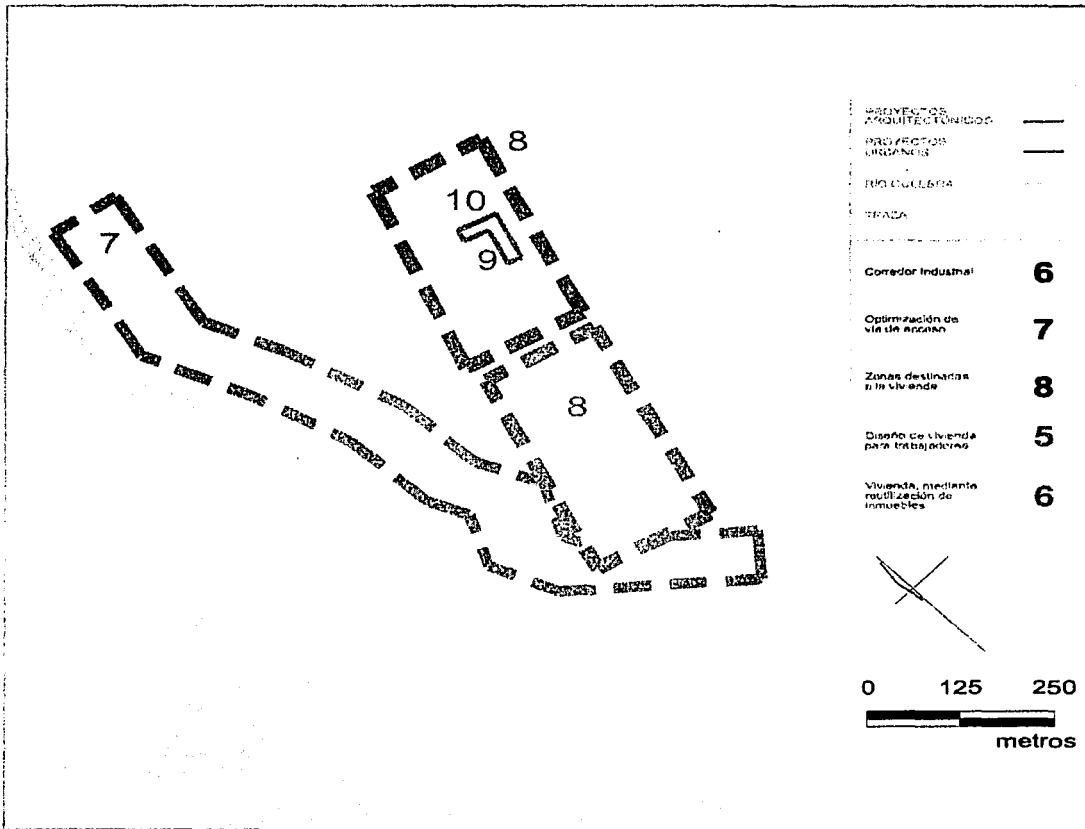 8
10
9
7
8
PROYECTOS
ARQUITECTÓNICOS
PROYECTOS
URBANOS
RÍO CULEBRA
TRAZA
Corredor Industrial 6
Optimización de
vía de acceso 7
Zonas destinadas
a la vivienda 8
Diseño de vivienda
para trabajadores 5
Vivienda, mediante
reutilización de
inmuebles 6
0 125 250
metros